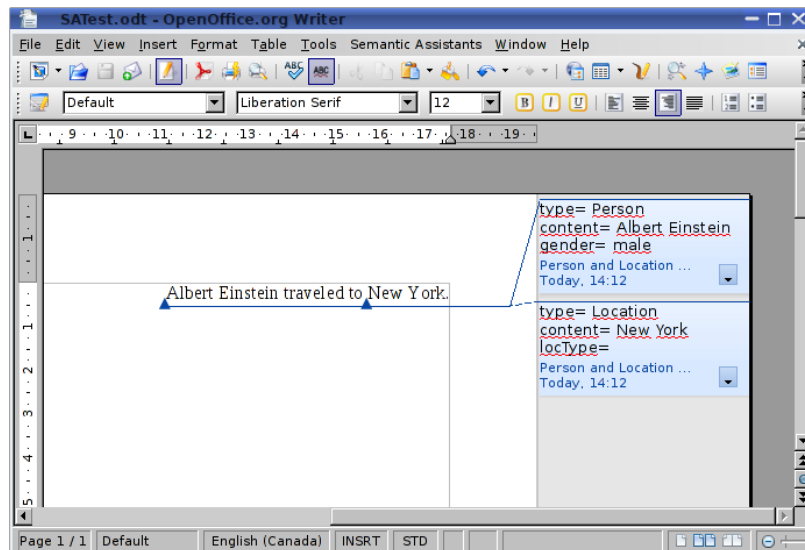 SATest.odt - OpenOffice.org Writer
File Edit View Insert Format Table Tools Semantic Assistants Window Help
ABC ABC
Default Liberation Serif 12 B I U
9 10 11 12 13 14 15 16 17 18 19
type= Person
content= Albert Einstein
gender= male
Person and Location ...
Today, 14:12
Albert Einstein traveled to New York.
type= Location
content= New York
locType=
Person and Location ...
Today, 14:12
1
1
2
3
4
5
Page 1 / 1 Default English (Canada) INSRT STD